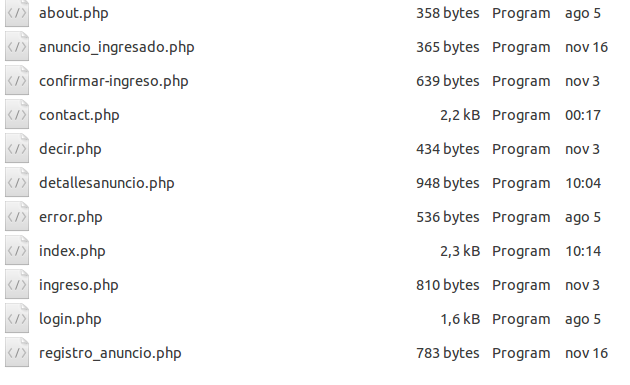 about.php 358 bytes Program ago 5
anuncio_ingresado.php 365 bytes Program nov 16
confirmar-ingreso.php 639 bytes Program nov 3
contact.php 2,2 kB Program 00:17
decir.php 434 bytes Program nov 3
detallesanuncio.php 948 bytes Program 10:04
error.php 536 bytes Program ago 5
index.php 2,3 kB Program 10:14
ingreso.php 810 bytes Program nov 3
login.php 1,6 kB Program ago 5
registro_anuncio.php 783 bytes Program nov 16